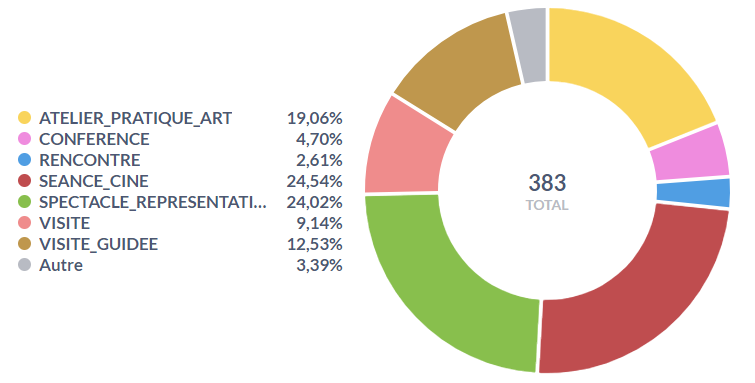 ATELIER_PRATIQUE_ART 19,06%
CONFERENCE 4,70%
RENCONTRE 2,61%
SEANCE_CINE 24,54%
SPECTACLE_REPRESENTATI... 24,02%
VISITE 9,14%
VISITE_GUIDEE 12,53%
Autre 3,39%
383
TOTAL